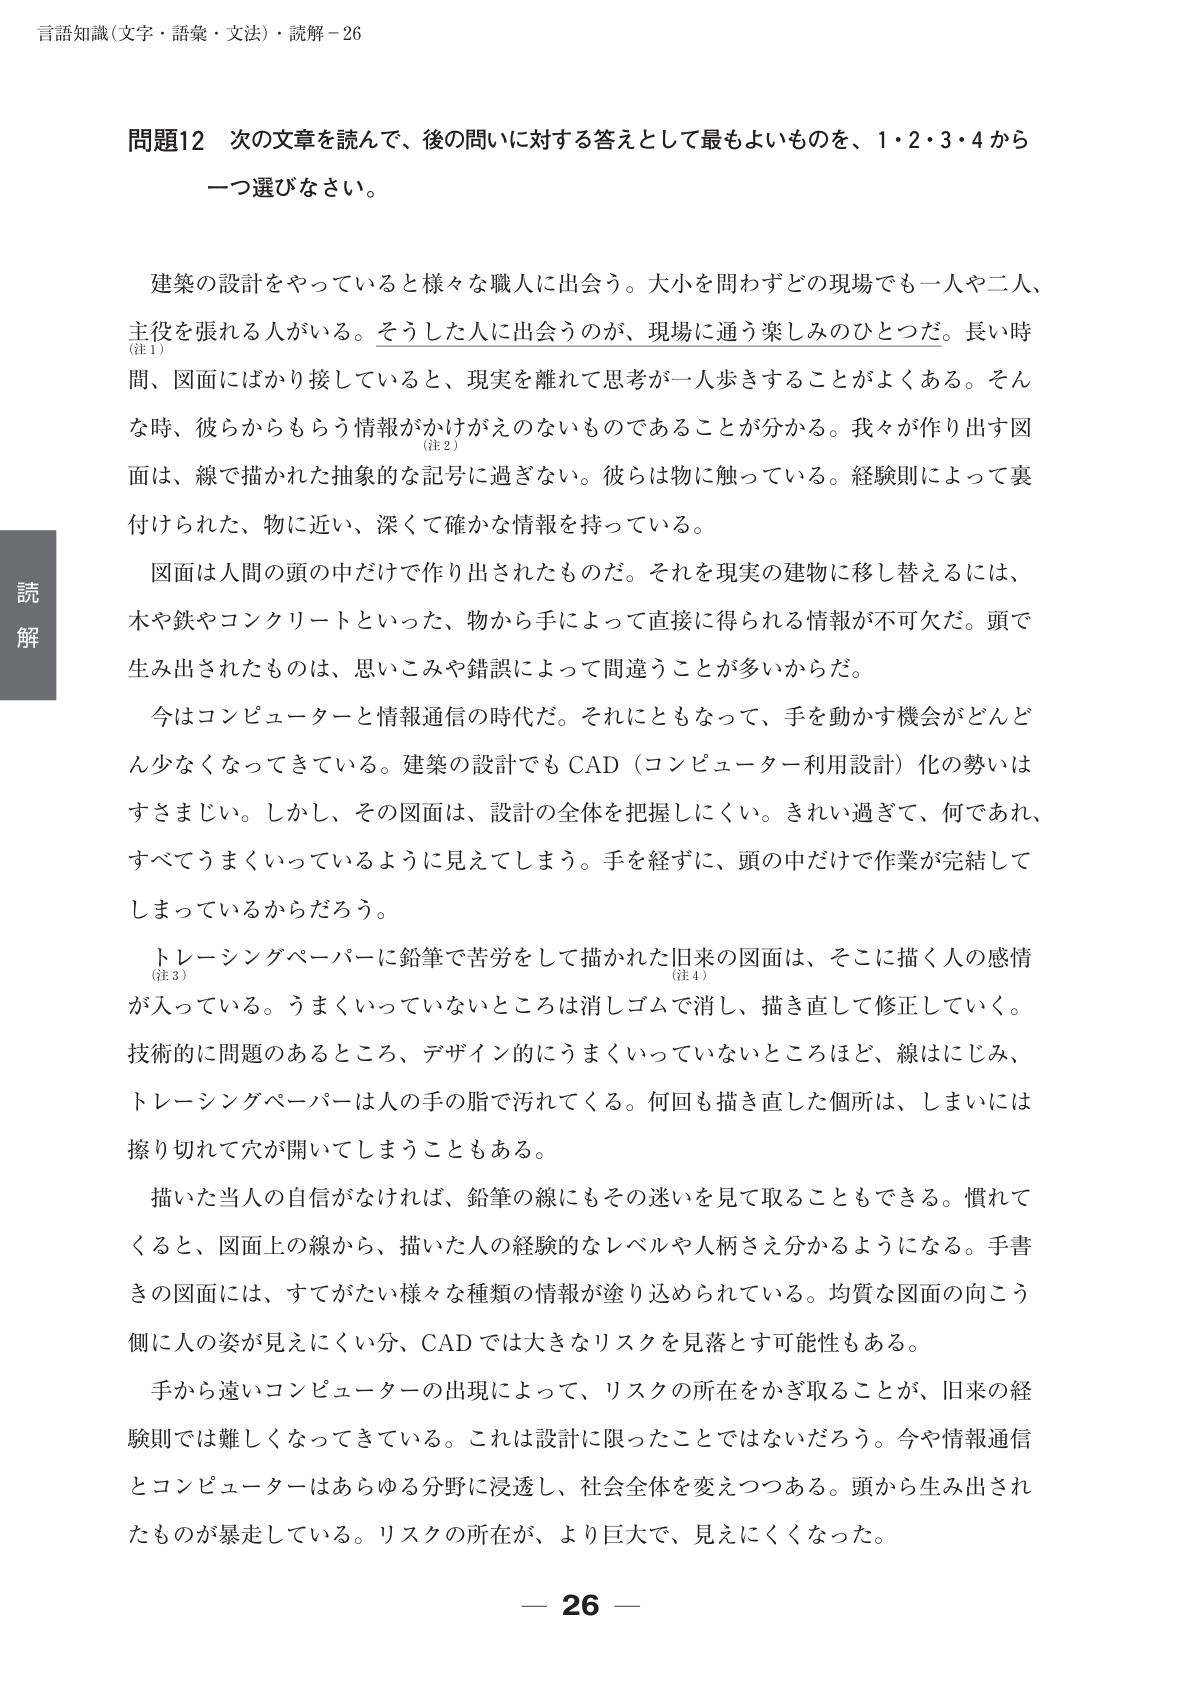 言語知識(文字・語彙・文法)・読解−26
問題12　次の文章を読んで、後の問いに対する答えとして最もよいものを、1・2・3・4から
一つ選びなさい。
建築の設計をやっていると様々な職人に出会う。大小を問わずどの現場でも一人や二人、
主役を張れる人がいる。そうした人に出会うのが、現場に通う楽しみのひとつだ。長い時
(注1)
間、図面にばかり接していると、現実を離れて思考が一人歩きすることがよくある。そん
な時、彼らからもらう情報がかけがえのないものであることが分かる。我々が作り出す図
(注2)
面は、線で描かれた抽象的な記号に過ぎない。彼らは物に触っている。経験則によって裏
付けられた、物に近い、深くて確かな情報を持っている。
図面は人間の頭の中だけで作り出されたものだ。それを現実の建物に移し替えるには、
木や鉄やコンクリートといった、物から手によって直接に得られる情報が不可欠だ。頭で
生み出されたものは、思いこみや錯誤によって間違うことが多いからだ。
今はコンピューターと情報通信の時代だ。それにともなって、手を動かす機会がどんど
ん少なくなってきている。建築の設計でも CAD（コンピューター利用設計）化の勢いは
すさまじい。しかし、その図面は、設計の全体を把握しにくい。きれい過ぎて、何であれ、
すべてうまくいっているように見えてしまう。手を経ずに、頭の中だけで作業が完結して
しまっているからだろう。
トレーシングペーパーに鉛筆で苦労をして描かれた旧来の図面は、そこに描く人の感情
(注3) (注4)
が入っている。うまくいっていないところは消しゴムで消し、描き直して修正していく。
技術的に問題のあるところ、デザイン的にうまくいっていないところほど、線はにじみ、
トレーシングペーパーは人の手の脂で汚れてくる。何回も描き直した個所は、しまいには
擦り切れて穴が開いてしまうこともある。
描いた当人の自信がなければ、鉛筆の線にもその迷いを見て取ることもできる。慣れて
くると、図面上の線から、描いた人の経験的なレベルや人柄さえ分かるようになる。手書
きの図面には、すてがたい様々な種類の情報が塗り込められている。均質な図面の向こう
側に人の姿が見えにくい分、CAD では大きなリスクを見落とす可能性もある。
手から遠いコンピューターの出現によって、リスクの所在をかぎ取ることが、旧来の経
験則では難しくなってきている。これは設計に限ったことではないだろう。今や情報通信
とコンピューターはあらゆる分野に浸透し、社会全体を変えつつある。頭から生み出され
たものが暴走している。リスクの所在が、より巨大で、見えにくくなった。
読
解
— 26 —